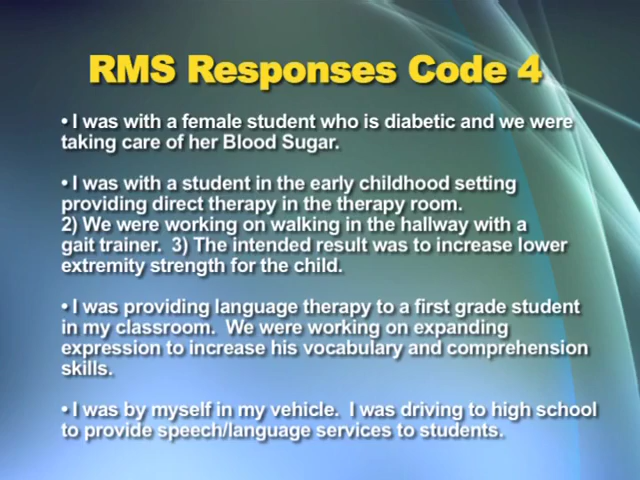 RMS Responses Code 4
• I was with a female student who is diabetic and we were
taking care of her Blood Sugar.
• I was with a student in the early childhood setting
providing direct therapy in the therapy room.
2) We were working on walking in the hallway with a
gait trainer.  3) The intended result was to increase lower
extremity strength for the child.
• I was providing language therapy to a first grade student
in my classroom.  We were working on expanding
expression to increase his vocabulary and comprehension
skills.
• I was by myself in my vehicle.  I was driving to high school
to provide speech/language services to students.